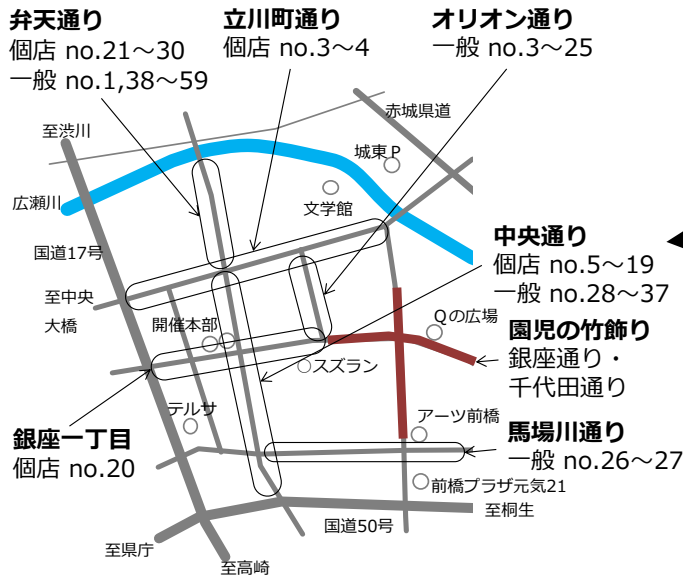 弁天通り
個店 no.21～30
一般 no.1,38～59
立川町通り
個店 no.3～4
オリオン通り
一般 no.3～25
赤城県道
至渋川
城東Ｐ
文学館
広瀬川
国道17号
中央通り
個店 no.5～19
一般 no.28～37
至中央
大橋
開催本部
Ｑの広場
園児の竹飾り
銀座通り・
千代田通り
スズラン
テルサ
アーツ前橋
銀座一丁目
個店 no.20
馬場川通り
一般 no.26～27
前橋プラザ元気21
至桐生
国道50号
至県庁
至高崎